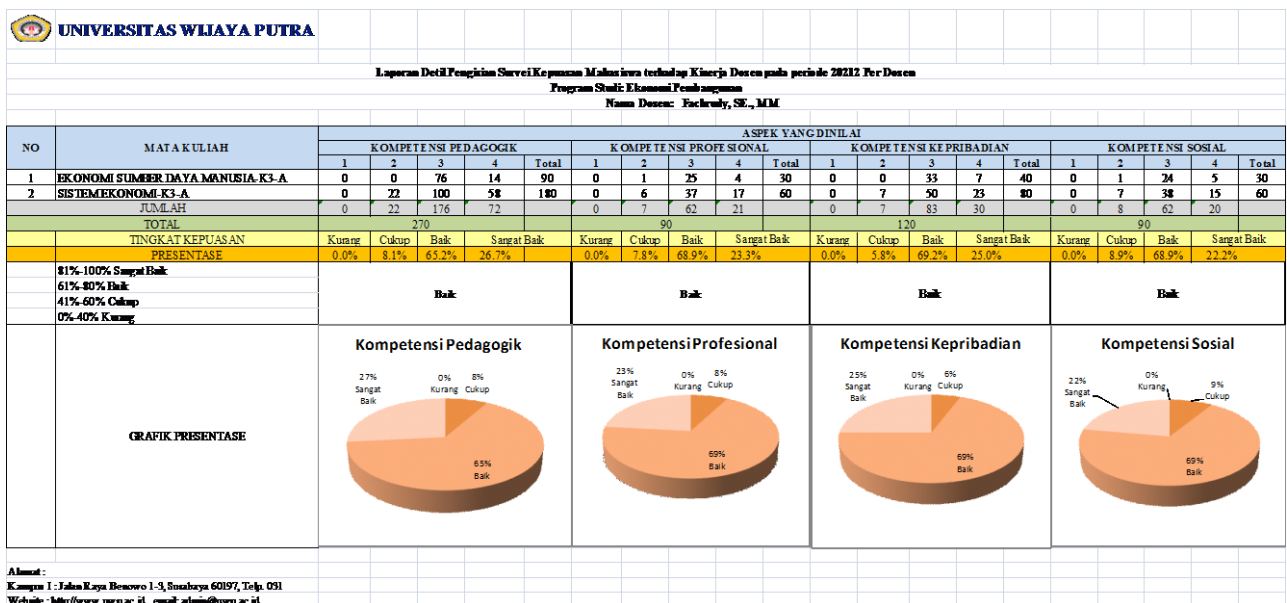 UNIVERSITAS WIJAYA PUTRA
Laporan Detil Pengisian Survei Kepuasan Mahasiswa terhadap Kinerja Dosen pada periode 20212 Per Dosen
Program Studi: Ekonomi Pembangunan
Nama Dosen: Fachrudy, SE., MM
NO MATA KULIAH ASPEK YANG DINILAI
KOMPETENSI PEDAGOGIK KOMPETENSI PROFESIONAL KOMPETENSI KEPRIBADIAN KOMPETENSI SOSIAL
1 2 3 4 Total 1 2 3 4 Total 1 2 3 4 Total 1 2 3 4 Total
1 EKONOMI SUMBER DAYA MANUSIA-K3-A 0 0 76 14 90 0 1 25 4 30 0 0 33 7 40 0 1 24 5 30
2 SISTEM EKONOMI-K3-A 0 22 100 58 180 0 6 37 17 60 0 7 50 23 80 0 7 38 15 60
JUMLAH 0 22 176 72 0 7 62 21 0 7 83 30 0 8 62 20
TOTAL 270 90 120 90
TINGKAT KEPUASAN Kurang Cukup Baik Sangat Baik Kurang Cukup Baik Sangat Baik Kurang Cukup Baik Sangat Baik Kurang Cukup Baik Sangat Baik
PRESENTASE 0.0% 8.1% 65.2% 26.7% 0.0% 7.8% 68.9% 23.3% 0.0% 5.8% 69.2% 25.0% 0.0% 8.9% 68.9% 22.2%
81%-100% Sangat Baik
61%-80% Baik
41%-60% Cukup
0%-40% Kurang
Baik Baik Baik Baik
GRAFIK PRESENTASE
Kompetensi Pedagogik
27% Sangat Baik
0% Kurang
8% Cukup
65% Baik
Kompetensi Profesional
23% Sangat Baik
0% Kurang
8% Cukup
69% Baik
Kompetensi Kepribadian
25% Sangat Baik
0% Kurang
6% Cukup
69% Baik
Kompetensi Sosial
22% Sangat Baik
0% Kurang
9% Cukup
69% Baik
Alamat :
Kampus I : Jalan Raya Benowo 1-3, Surabaya 60197, Telp. 031
Website : http://www.uwp.ac.id, email: admin@uwp.ac.id